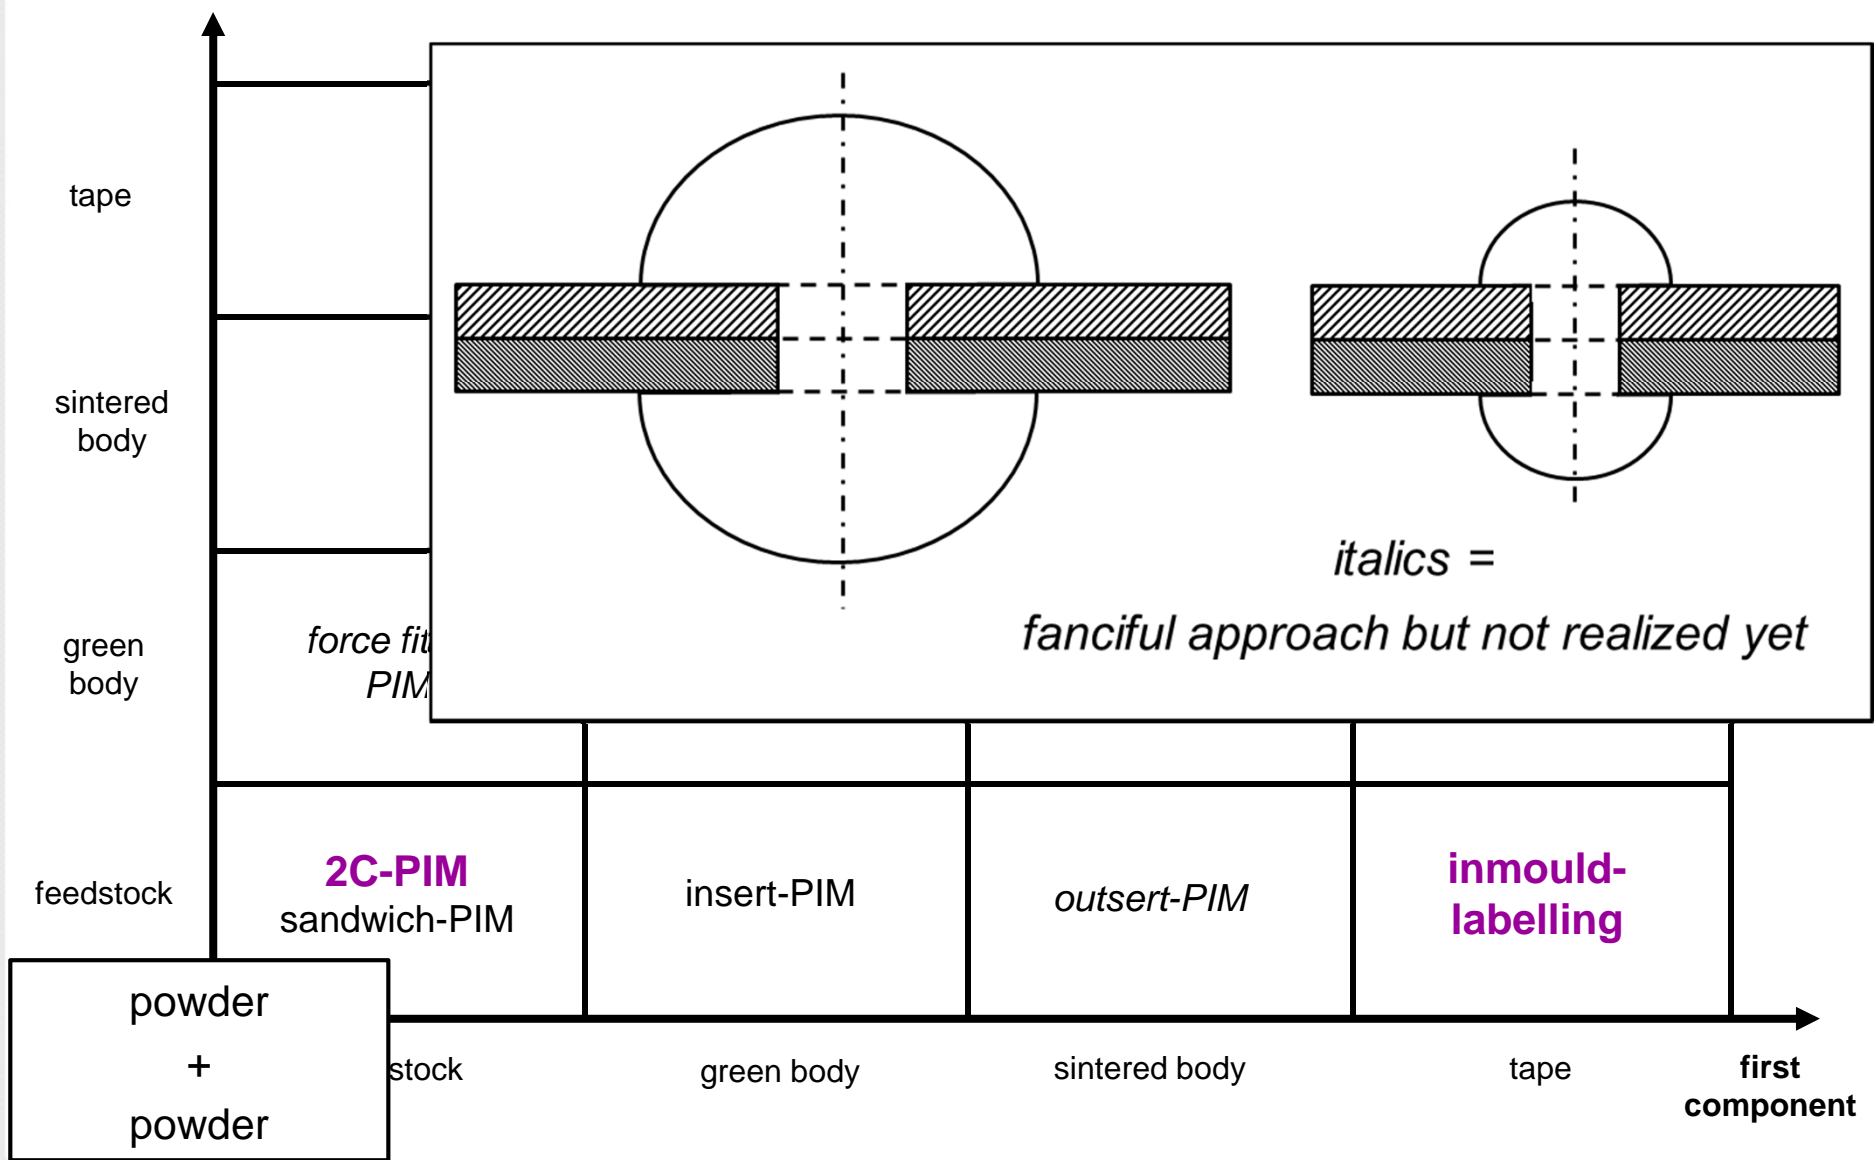 tape
sintered
body
green
body
feedstock
italics =
fanciful approach but not realized yet
force fit
PIM
2C-PIM
sandwich-PIM
insert-PIM
outsert-PIM
inmould-
labelling
powder
+
powder
stock
green body
sintered body
tape
first
component